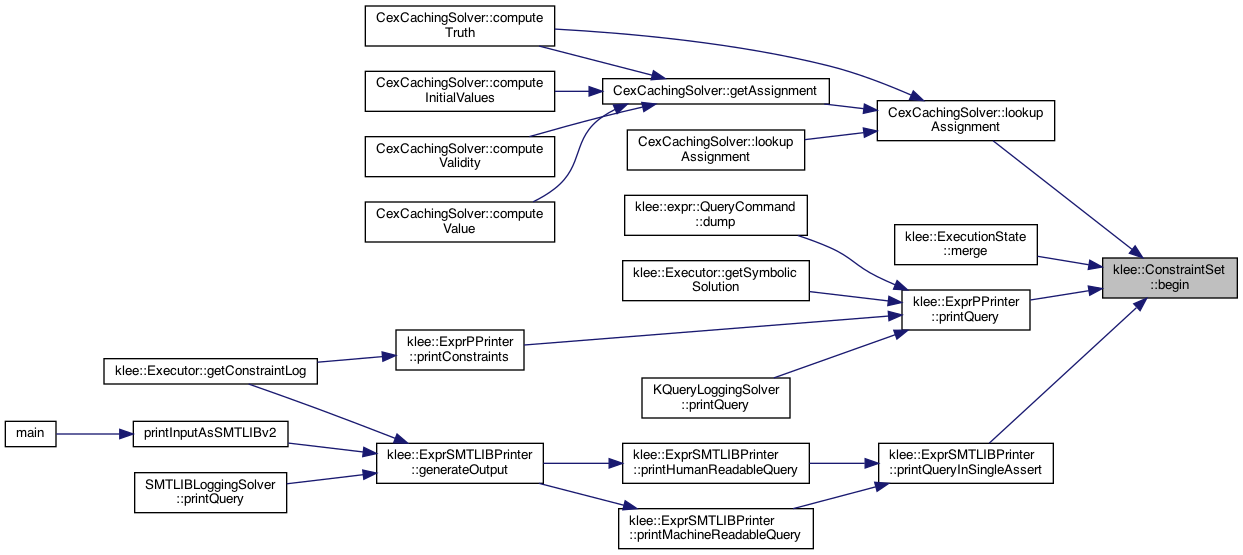 CexCachingSolver::compute
Truth
CexCachingSolver::compute
InitialValues
CexCachingSolver::getAssignment
CexCachingSolver::lookup
Assignment
CexCachingSolver::compute
Validity
CexCachingSolver::lookup
Assignment
CexCachingSolver::compute
Value
klee::expr::QueryCommand
::dump
klee::ExecutionState
::merge
klee::ConstraintSet
::begin
klee::Executor::getSymbolic
Solution
klee::ExprPPrinter
::printQuery
klee::ExprPPrinter
::printConstraints
klee::Executor::getConstraintLog
KQueryLoggingSolver
::printQuery
main
printInputAsSMTLIBv2
klee::ExprSMTLIBPrinter
::generateOutput
klee::ExprSMTLIBPrinter
::printHumanReadableQuery
klee::ExprSMTLIBPrinter
::printQueryInSingleAssert
SMTLIBLoggingSolver
::printQuery
klee::ExprSMTLIBPrinter
::printMachineReadableQuery